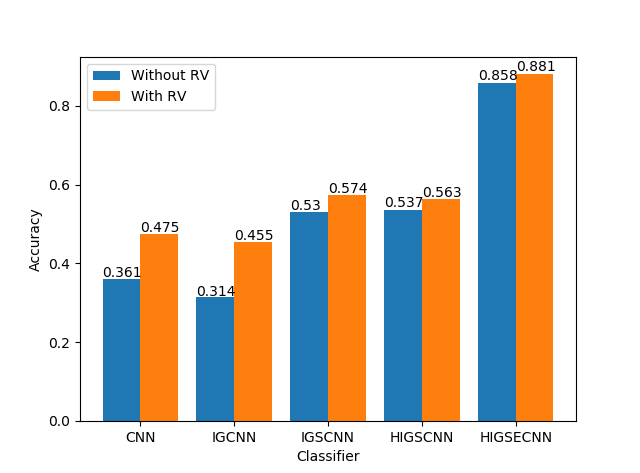 Without RV
With RV
0.361
0.475
0.314
0.455
0.53
0.574
0.537
0.563
0.858
0.881
0.8
0.6
0.4
0.2
0.0
Accuracy
CNN
IGCNN
IGSCNN
HIGSCNN
HIGSECNN
Classifier